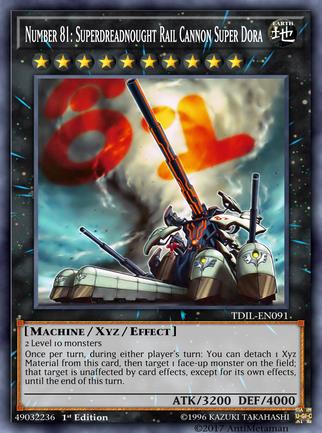 Number 81: Superdreadnought Rail Cannon Super Dora
EARTH
地
81
TDIL-EN091
[Machine / Xyz / Effect]
2 Level 10 monsters
Once per turn, during either player's turn: You can detach 1 Xyz
Material from this card, then target 1 face-up monster on the field;
that target is unaffected by card effects, except for its own effects,
until the end of this turn.
ATK/3200 DEF/4000
49032236 1st Edition ©1996 KAZUKI TAKAHASHI
©2017 AntiMetaman